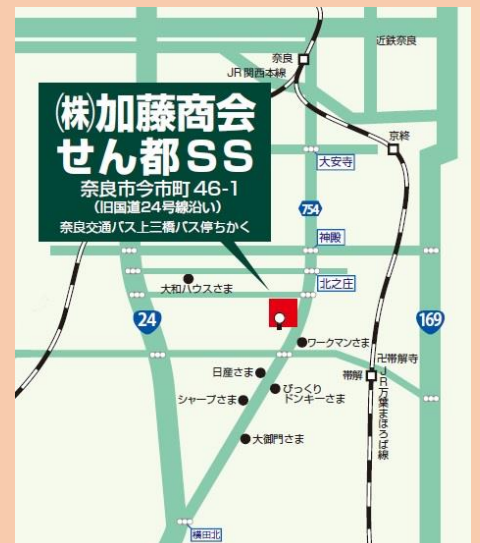 近鉄奈良
奈良
JR関西本線
㈱加藤商会
せん都SS
奈良市今市町46-1
(旧国道24号線沿い)
奈良交通バス上三橋バス停ちかく
京終
大安寺
754
神殿
北之庄
大和ハウスさま
24
169
ワークマンさま
卍帯解寺
帯解
JR万葉まほろば線
日産さま
びっくり
ドンキーさま
シャープさま
大御門さま
横田北